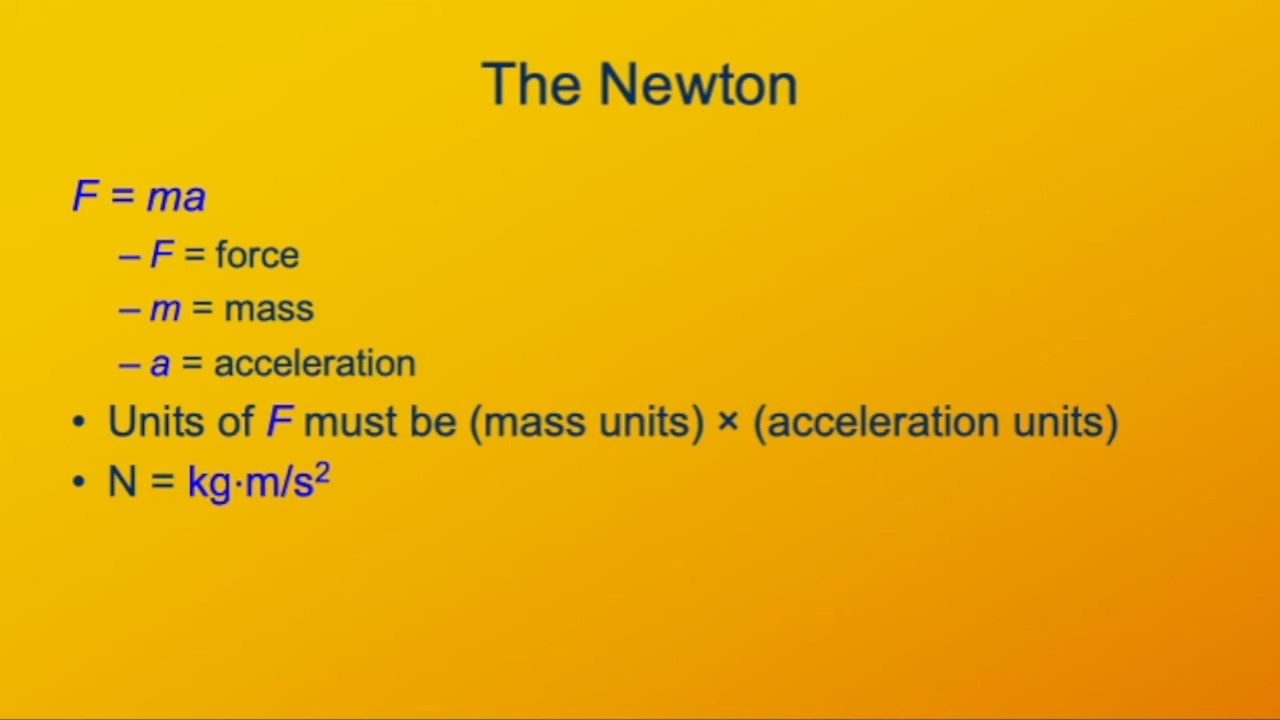 The Newton
F = ma
– F = force
– m = mass
– a = acceleration
• Units of F must be (mass units) × (acceleration units)
• N = kg·m/s²